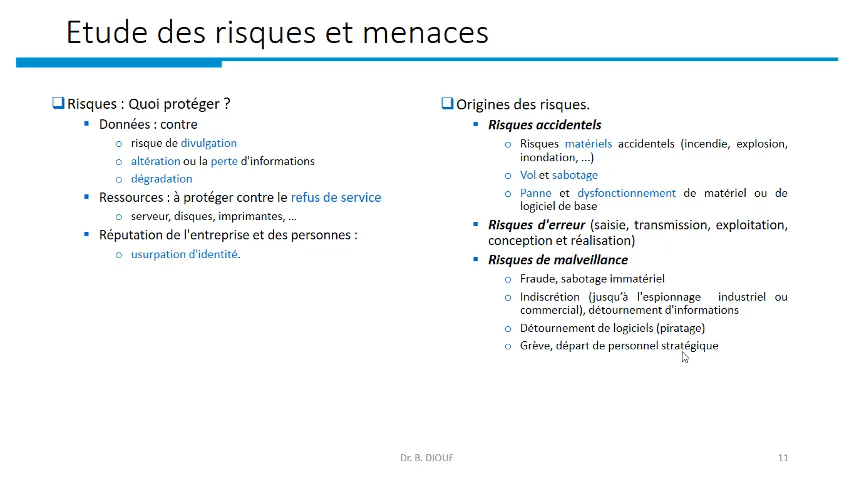 Etude des risques et menaces
Risques : Quoi protéger ?
Données : contre
risque de divulgation
altération ou la perte d'informations
dégradation
Ressources : à protéger contre le refus de service
serveur, disques, imprimantes, ...
Réputation de l'entreprise et des personnes :
usurpation d'identité.
Origines des risques.
Risques accidentels
Risques matériels accidentels (incendie, explosion,
inondation, ...)
Vol et sabotage
Panne et dysfonctionnement de matériel ou de
logiciel de base
Risques d'erreur (saisie, transmission, exploitation,
conception et réalisation)
Risques de malveillance
Fraude, sabotage immatériel
Indiscrétion (jusqu'à l'espionnage industriel ou
commercial), détournement d'informations
Détournement de logiciels (piratage)
Grève, départ de personnel stratégique
Dr. B. DIOUF
11